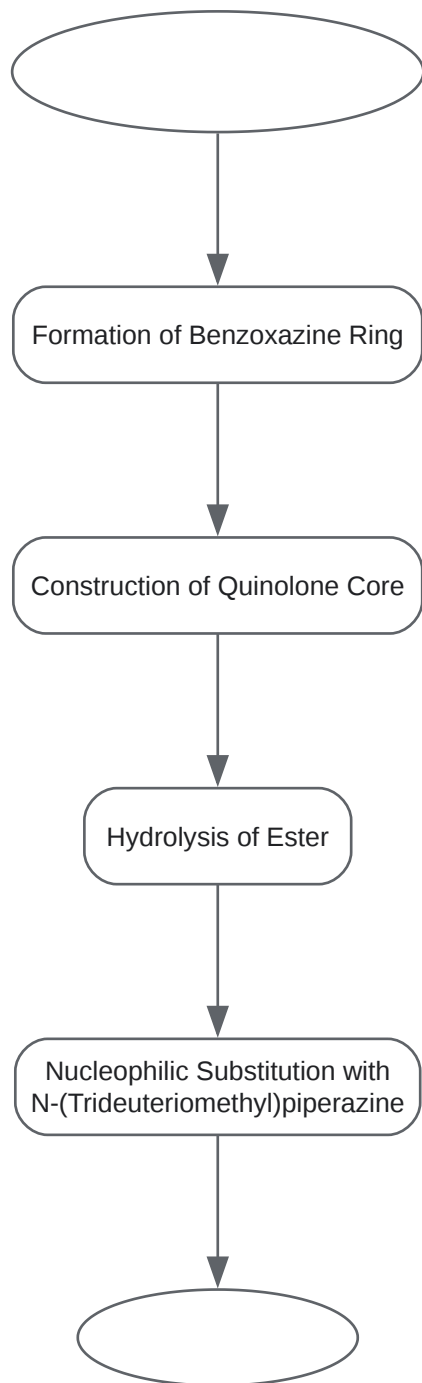 Formation of Benzoxazine Ring
Construction of Quinolone Core
Hydrolysis of Ester
Nucleophilic Substitution with
N-(Trideuteriomethyl)piperazine